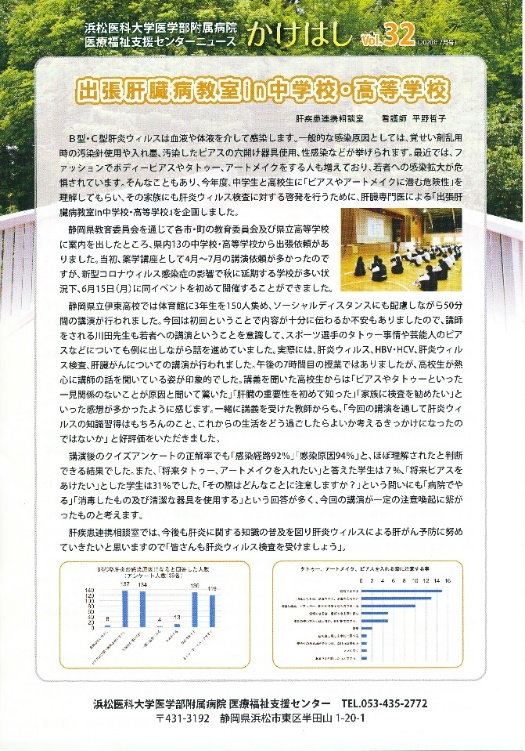 浜松医科大学医学部附属病院
医療福祉支援センターニュース
かけはし Vol.32 (2020年7月号)
出張肝臓病教室in中学校・高等学校
肝疾患連携相談室 看護師 平野哲子
B型・C型肝炎ウィルスは血液や体液を介して感染します。一般的な感染原因としては、覚せい剤乱用
時の汚染針使用や入れ墨、汚染したピアスの穴開け器具使用、性感染などが挙げられます。最近では、フ
ァッションでボディーピアスやタトゥー、アートメイクをする人も増えており、若者への感染拡大が危
惧されています。そんなこともあり、今年度、中学生と高校生に「ピアスやアートメイクに潜む危険性」を
理解してもらい、その家族にも肝炎ウィルス検査に対する啓発を行うために、肝臓専門医による「出張肝
臓病教室in中学校・高等学校」を企画しました。
静岡県教育委員会を通じて各市・町の教育委員会及び県立高等学校
に案内を出したところ、県内13の中学校・高等学校から出張依頼があ
りました。当初、薬学講座として4月～7月の講演依頼が多かったので
すが、新型コロナウィルス感染症の影響で秋に延期する学校が多い状
況下、6月15日(月)に同イベントを初めて開催することができました。
静岡県立伊東高校では体育館に3年生を150人集め、ソーシャルディスタンスにも配慮しながら50分
間の講演が行われました。今回は初回ということで内容が十分に伝わるか不安もありましたので、講師
をされる川田先生も若者への講演ということを意識して、スポーツ選手のタトゥー事情や芸能人のピア
スなどについても例に出しながら話を進めていました。実際には、肝炎ウィルス、HBV・HCV、肝炎ウィル
ス検査、肝臓がんについての講演が行われました。午後の7時間目の授業ではありましたが、高校生が熱
心に講師の話を聞いている姿が印象的でした。講義を聞いた高校生からは「ピアスやタトゥーといった
一見関係のないことが原因と聞いて驚いた」「肝臓の重要性を初めて知った」「家族に検査を勧めたい」と
いった感想が多かったように感じます。一緒に講義を受けた教師からも、「今回の講演を通して肝炎ウィ
ルスの知識習得はもちろんのこと、これからの生活をどう過ごしたらよいか考えるきっかけになったの
ではないか」と好評価をいただきました。
講演後のクイズアンケートの正解率でも「感染経路92%」「感染原因94%」と、ほぼ理解されたと判断
できる結果でした。また、「将来タトゥー、アートメイクを入れたい」と答えた学生は7%、「将来ピアスを
あけたい」とした学生は31%でした。「その際はどんなことに注意しますか?」という問いにも「病院でや
る」「消毒したもの及び清潔な器具を使用する」という回答が多く、今回の講演が一定の注意喚起に繋が
ったものと考えます。
肝疾患連携相談室では、今後も肝炎に関する知識の普及を図り肝炎ウィルスによる肝がん予防に努め
ていきたいと思いますので「皆さんも肝炎ウィルス検査を受けましょう」。
140
120
100
80
60
40
20
0
137 134
タトゥー、アートメイク、ピアスを入れる際に注意する事
0 2 4 6 8 10 12 14 16
浜松医科大学医学部附属病院 医療福祉支援センター TEL.053-435-2772
〒431-3192 静岡県浜松市東区半田山1-20-1